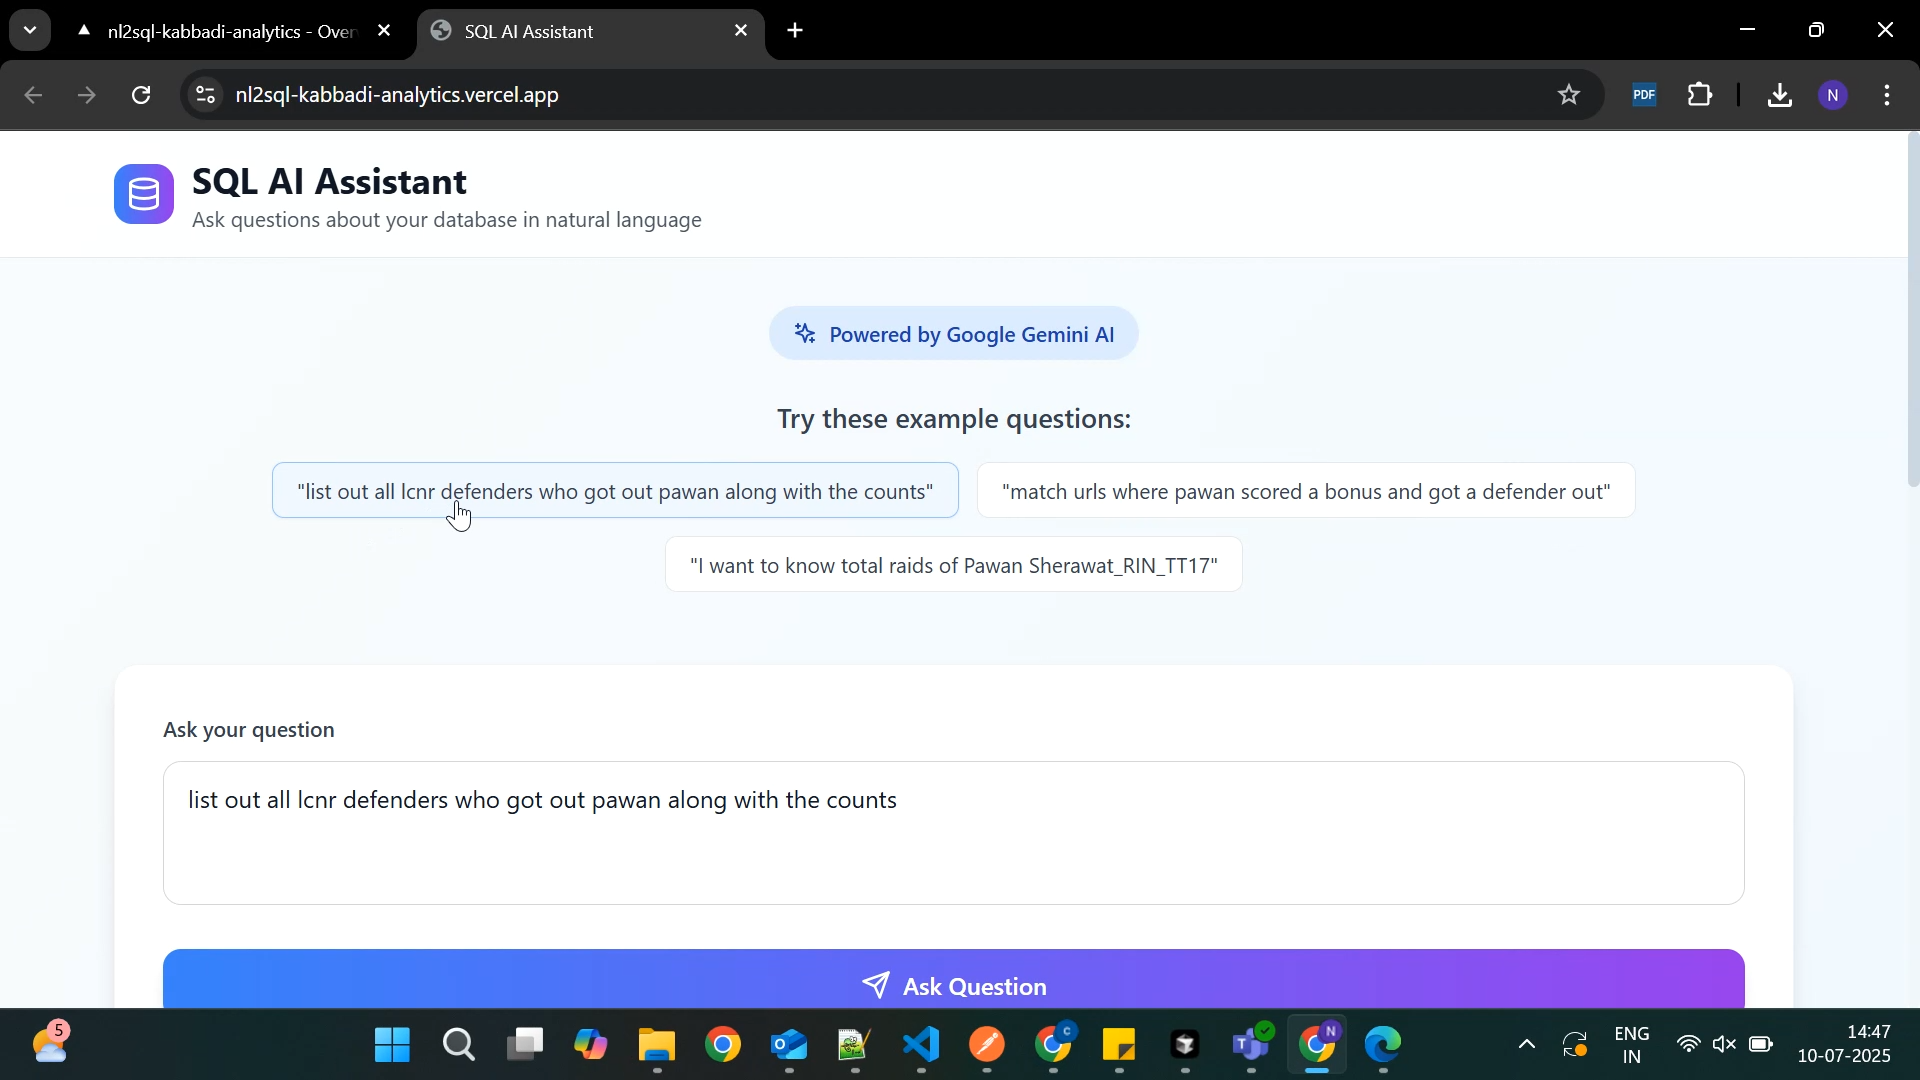 nl2sql-kabbadi-analytics - Over
SQL AI Assistant
nl2sql-kabbadi-analytics.vercel.app
PDF
N
SQL AI Assistant
Ask questions about your database in natural language
Powered by Google Gemini AI
Try these example questions:
"list out all lcnr defenders who got out pawan along with the counts"
"match urls where pawan scored a bonus and got a defender out"
"I want to know total raids of Pawan Sherawat_RIN_TT17"
Ask your question
list out all lcnr defenders who got out pawan along with the counts
Ask Question
5
C
N
ENG
IN
14:47
10-07-2025